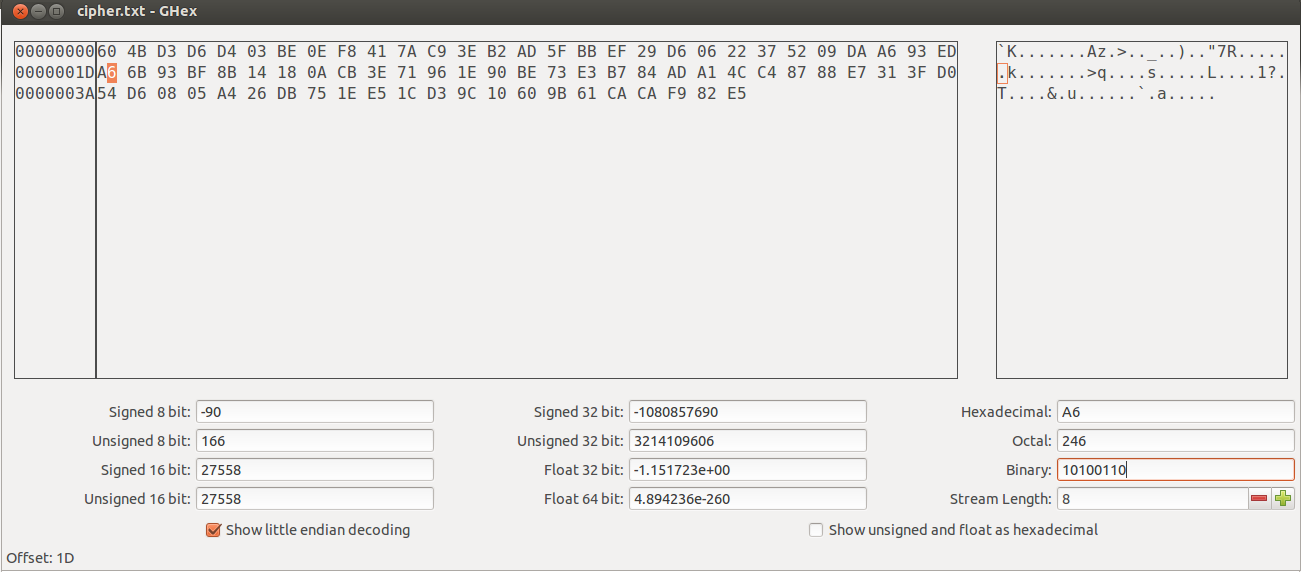 cipher.txt - GHex
00000000 60 4B D3 D6 D4 03 BE 0E F8 41 7A C9 3E B2 AD 5F BB EF 29 D6 06 22 37 52 09 DA A6 93 ED `K.......Az.>.._..).."7R.....
0000001D A6 6B 93 BF 8B 14 18 0A CB 3E 71 96 1E 90 BE 73 E3 B7 84 AD A1 4C C4 87 88 E7 31 3F D0 .k.......>q....s.....L....1?.
0000003A 54 D6 08 05 A4 26 DB 75 1E E5 1C D3 9C 10 60 9B 61 CA CA F9 82 E5 T....&.u......`.a.....
Signed 8 bit: -90 Signed 32 bit: -1080857690 Hexadecimal: A6
Unsigned 8 bit: 166 Unsigned 32 bit: 3214109606 Octal: 246
Signed 16 bit: 27558 Float 32 bit: -1.151723e+00 Binary: 10100110
Unsigned 16 bit: 27558 Float 64 bit: 4.894236e-260 Stream Length: 8
Show little endian decoding Show unsigned and float as hexadecimal
Offset: 1D